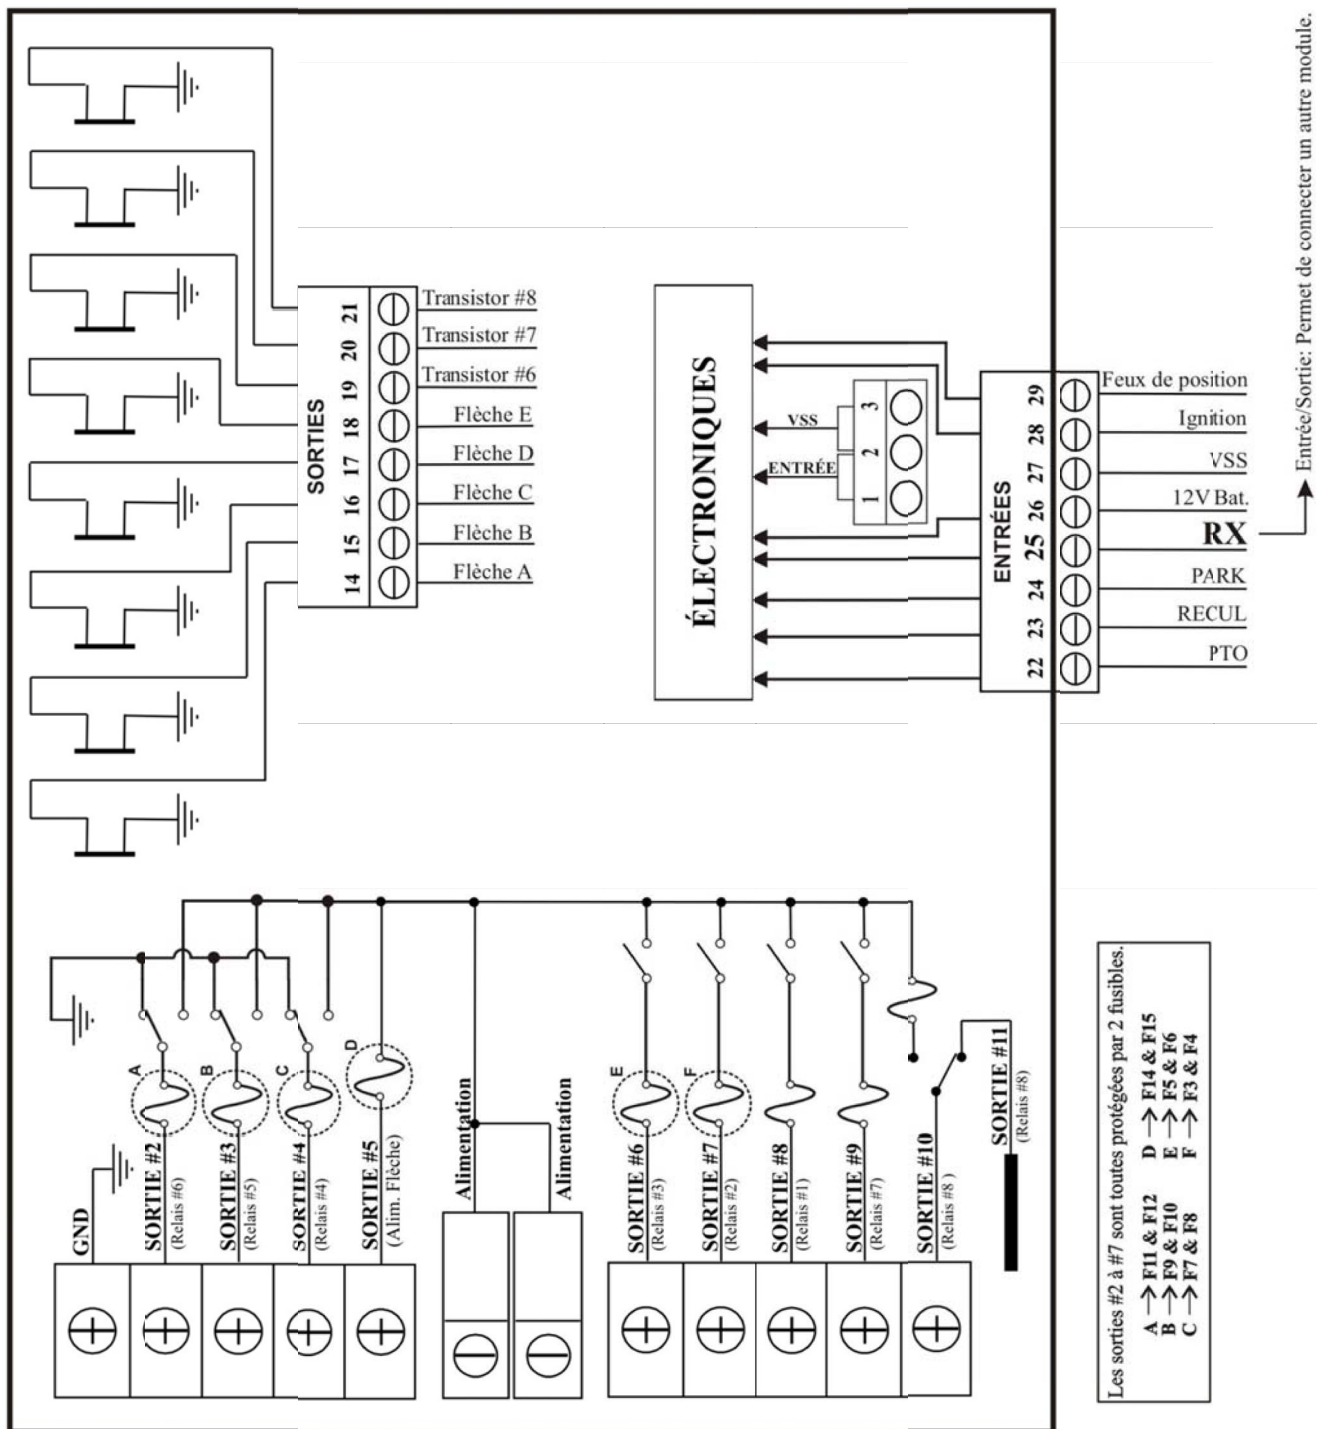 SORTIES
21
20
19
18
17
16
15
14
Transistor #8
Transistor #7
Transistor #6
Flèche E
Flèche D
Flèche C
Flèche B
Flèche A
ÉLECTRONIQUES
VSS
ENTRÉE
3
2
1
ENTRÉES
29
28
27
26
25
24
23
22
Feux de position
Ignition
VSS
12V Bat.
RX
PARK
RECUL
PTO
Entrée/Sortie: Permet de connecter un autre module.
GND
A
SORTIE #2
(Relais #6)
B
SORTIE #3
(Relais #5)
C
SORTIE #4
(Relais #4)
D
SORTIE #5
(Alim. Flèche)
Alimentation
Alimentation
E
SORTIE #6
(Relais #3)
F
SORTIE #7
(Relais #2)
SORTIE #8
(Relais #1)
SORTIE #9
(Relais #7)
SORTIE #10
(Relais #8 )
SORTIE #11
(Relais #8)
Les sorties #2 à #7 sont toutes protégées par 2 fusibles.
A → F11 & F12 D → F14 & F15
B → F9 & F10 E → F5 & F6
C → F7 & F8 F → F3 & F4